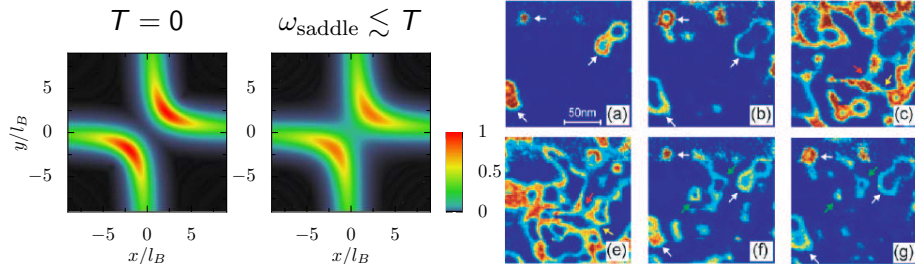 T = 0
ω_saddle ≲ T
y/l_B
5
0
−5
−5
0
5
x/l_B
−5
0
5
x/l_B
1
0.5
0
(a)
50nm
(b)
(c)
(e)
(f)
(g)